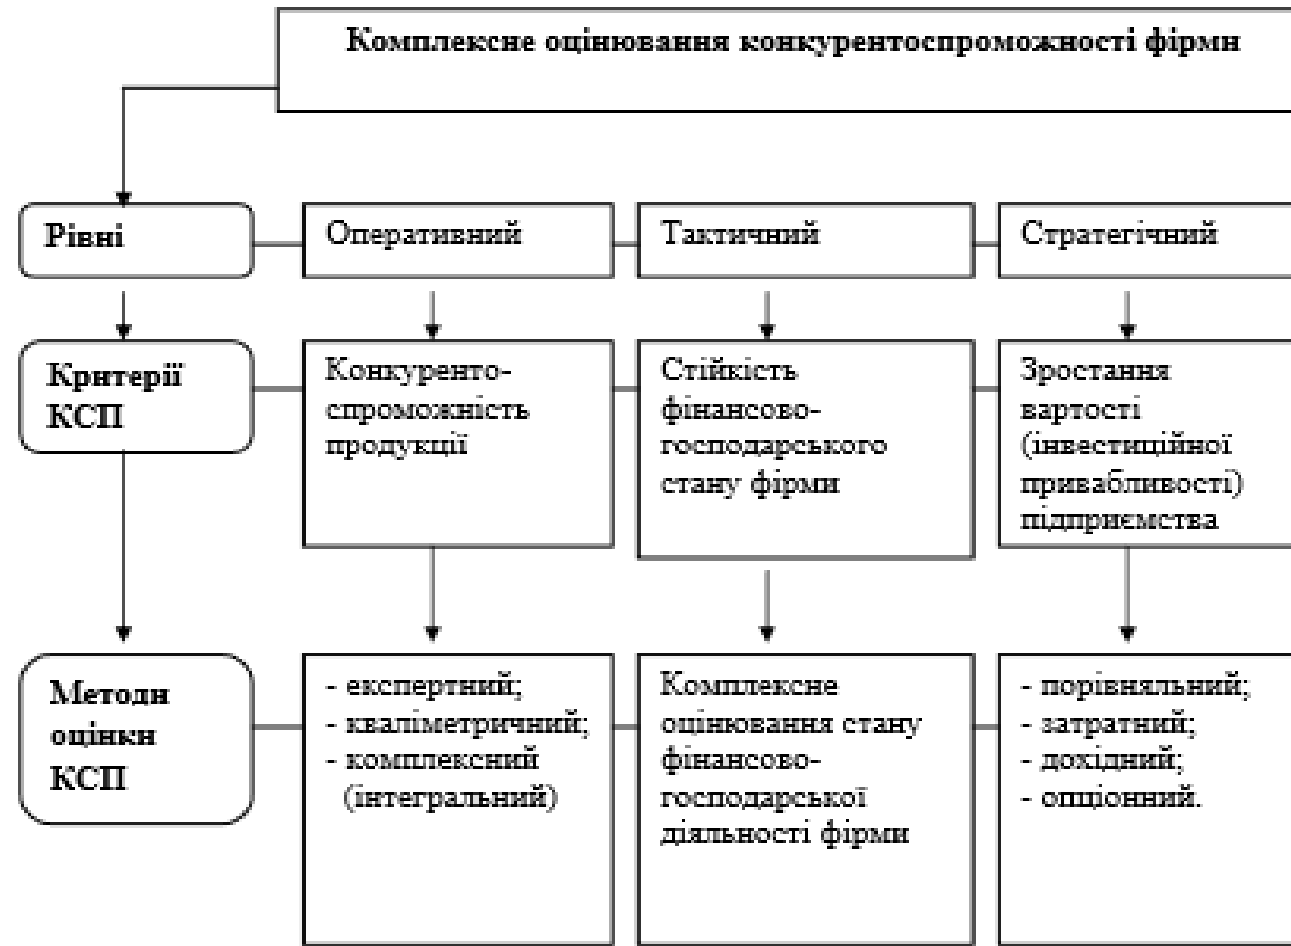 Комплексне оцінювання конкурентоспроможності фірми
Рівні
Оперативний
Тактичний
Стратегічний
Критерії
КСП
Конкуренто-
спроможність
продукції
Стійкість
фінансово-
господарського
стану фірми
Зростання
вартості
(інвестиційної
привабливості)
підприємства
Методи
оцінки
КСП
- експертний;
- кваліметричний;
- комплексний
(інтегральний)
Комплексне
оцінювання стану
фінансово-
господарської
діяльності фірми
- порівняльний;
- затратний;
- дохідний;
- опціонний.